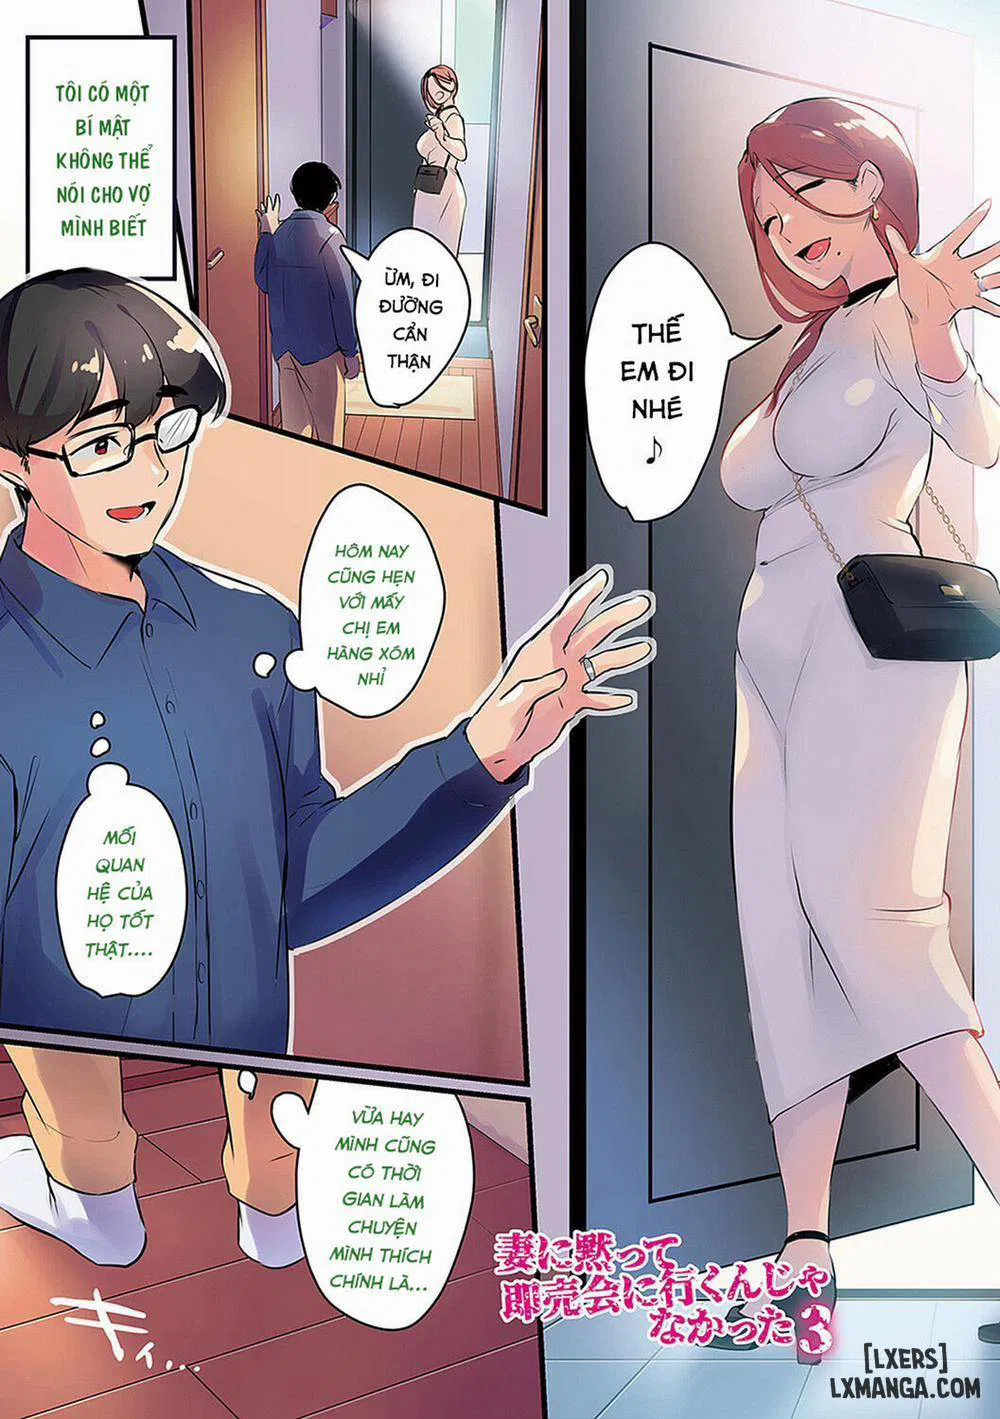 TÔI CÓ MỘT
BÍ MẬT
KHÔNG THỂ
NÓI CHO VỢ
MÌNH BIẾT
THẾ
EM ĐI
NHÉ
♪
ỪM, ĐI
ĐƯỜNG
CẨN
THẬN
HÔM NAY
CŨNG HẸN
VỚI MẤY
CHỊ EM
HÀNG XÓM
NHỈ
MỐI
QUAN
HỆ CỦA
HỌ TỐT
THẬT....
VỪA HAY
MÌNH CŨNG
CÓ THỜI
GIAN LÀM
CHUYỆN
MÌNH THÍCH
CHÍNH LÀ...
キィ...
妻に黙って
即売会に行くんじゃ
なかった3
[LXERS]
LXMANGA.COM